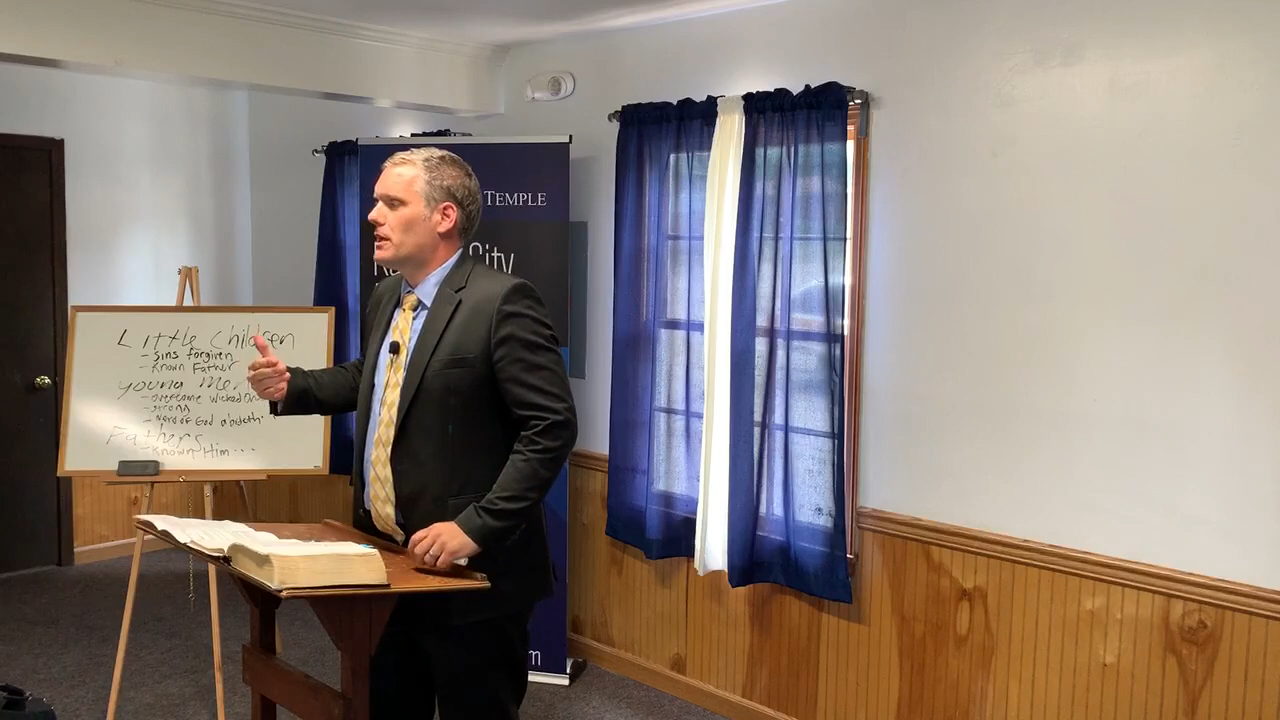 Little Children
- Sins forgiven
- Known Father
Young Men
- overcome wicked One
- strong
- Word of God abideth
Fathers
- Known Him...
TEMPLE
City
m